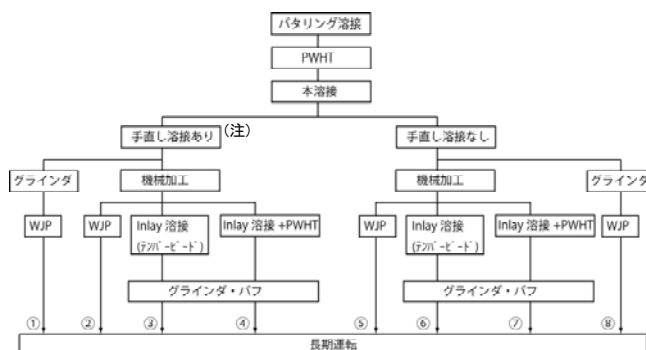 バタリング溶接
PWHT
本溶接
手直し溶接あり (注)
手直し溶接なし
グラインダ
機械加工
機械加工
グラインダ
WJP
WJP
Inlay 溶接
(テンパービード)
Inlay 溶接 +PWHT
WJP
Inlay 溶接
(テンパービード)
Inlay 溶接 +PWHT
WJP
グラインダ・バフ
グラインダ・バフ
① ② ③ ④ ⑤ ⑥ ⑦ ⑧
長期運転